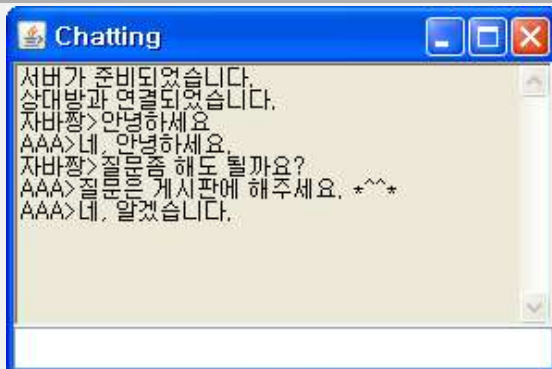 Chatting
서버가 준비되었습니다.
상대방과 연결되었습니다.
자바짱>안녕하세요
AAA>네, 안녕하세요.
자바짱>질문좀 해도 될까요?
AAA>질문은 게시판에 해주세요. *^^*
AAA>네, 알겠습니다.